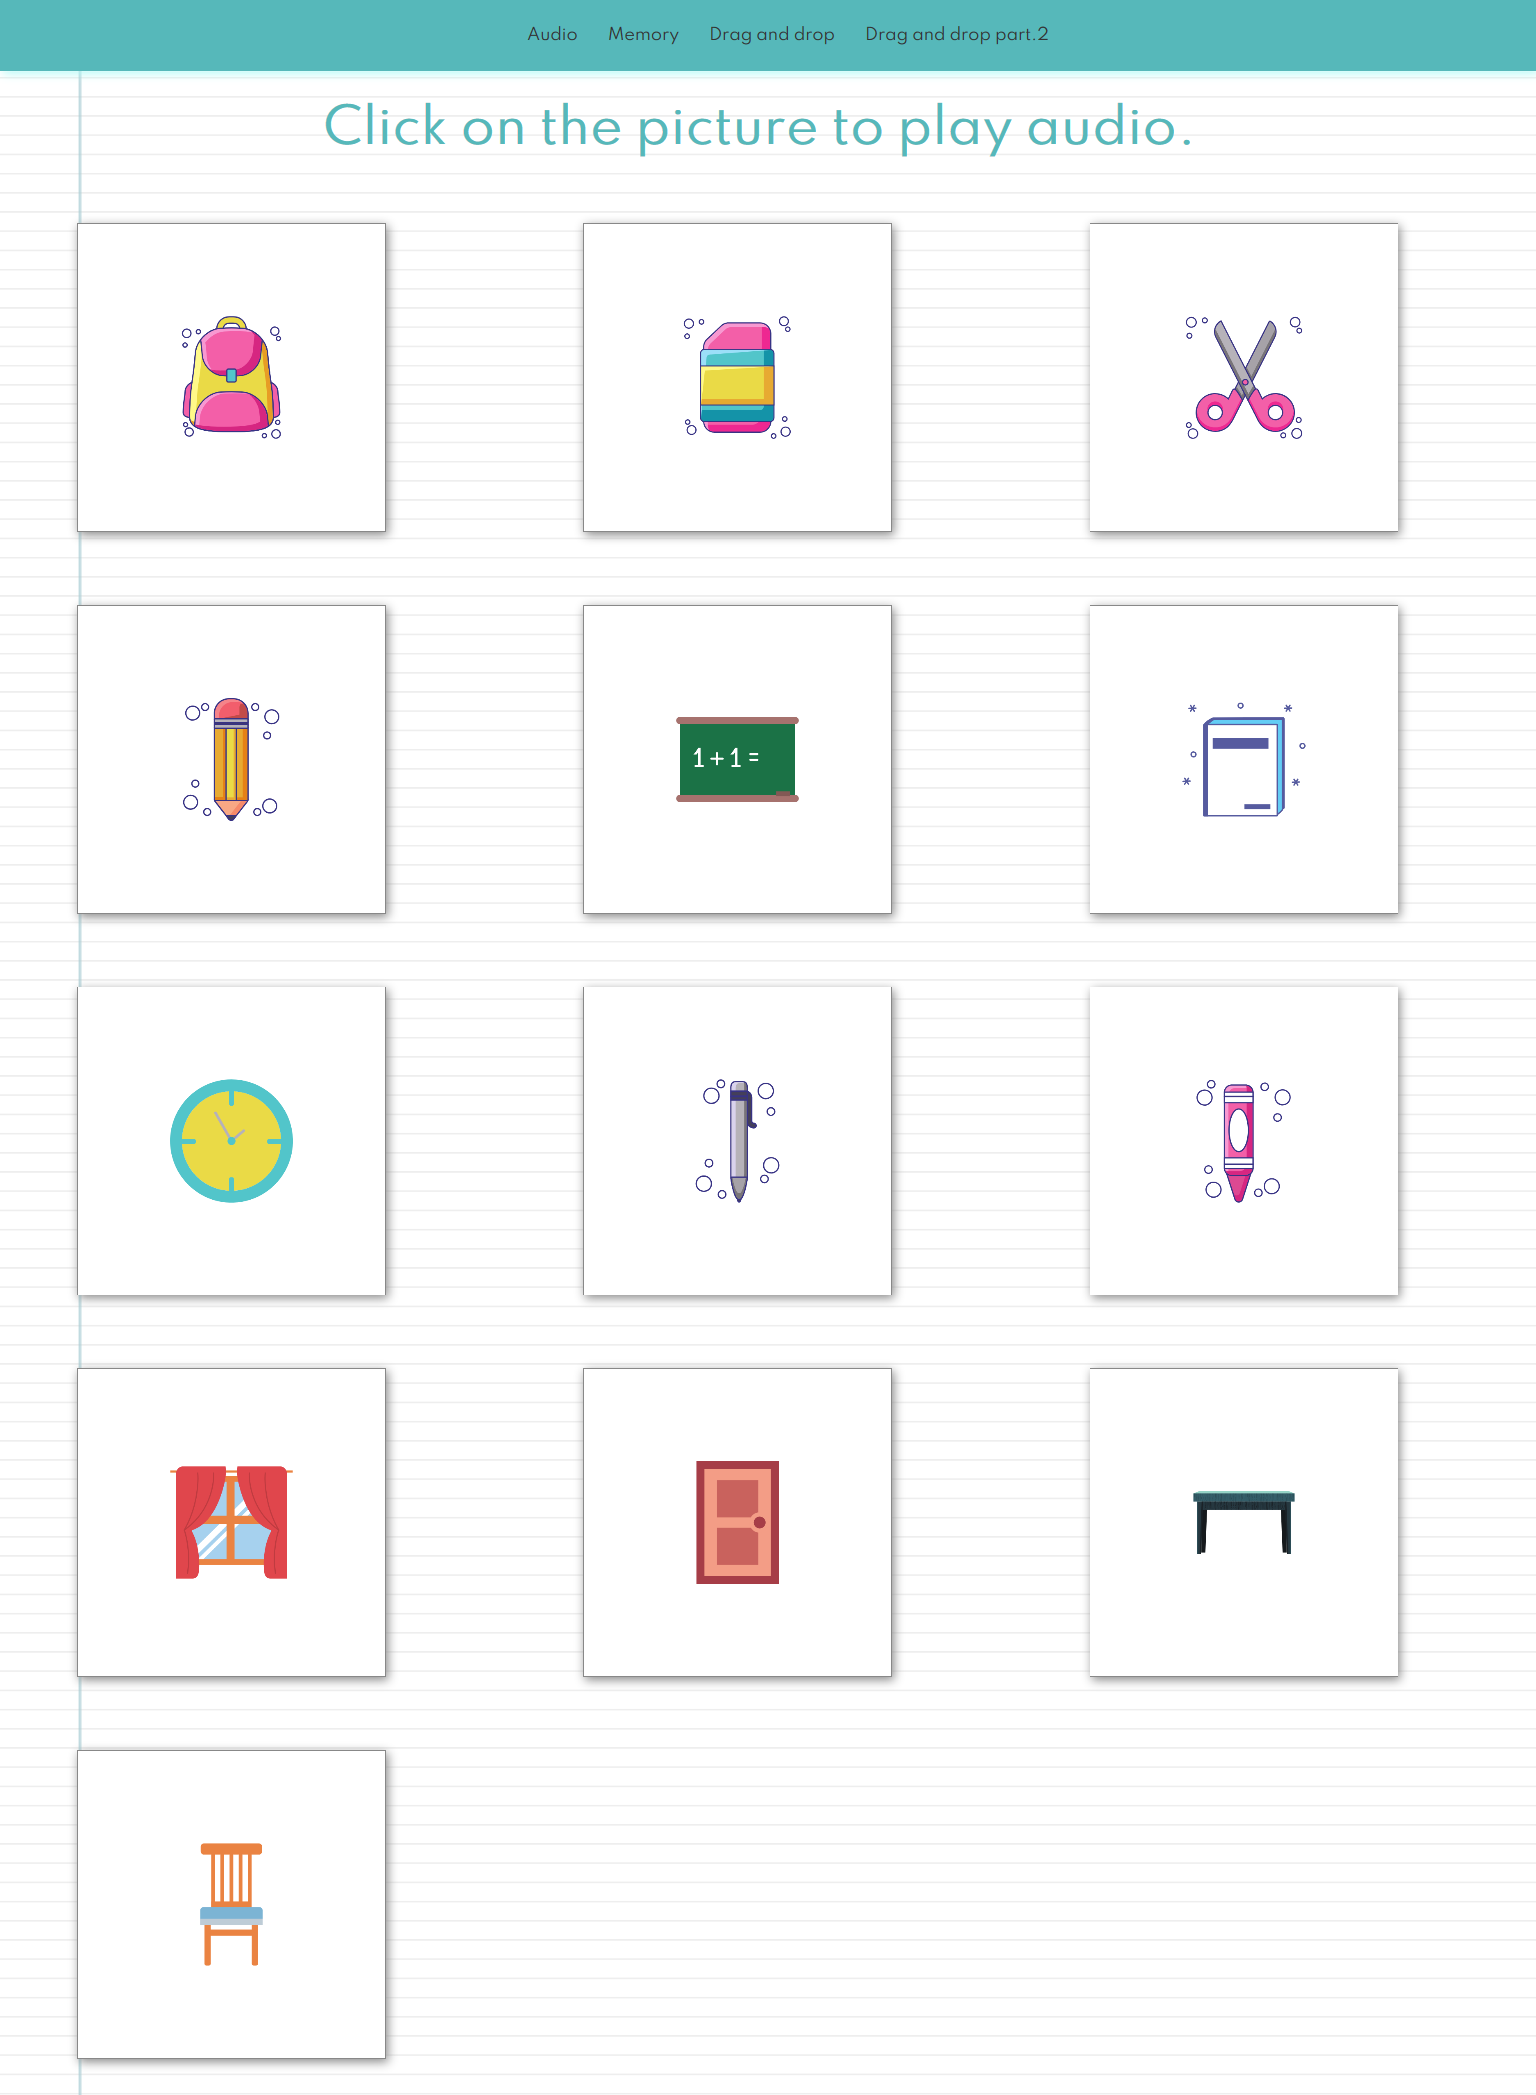 Audio Memory Drag and drop Drag and drop part.2
Click on the picture to play audio.
1+1=